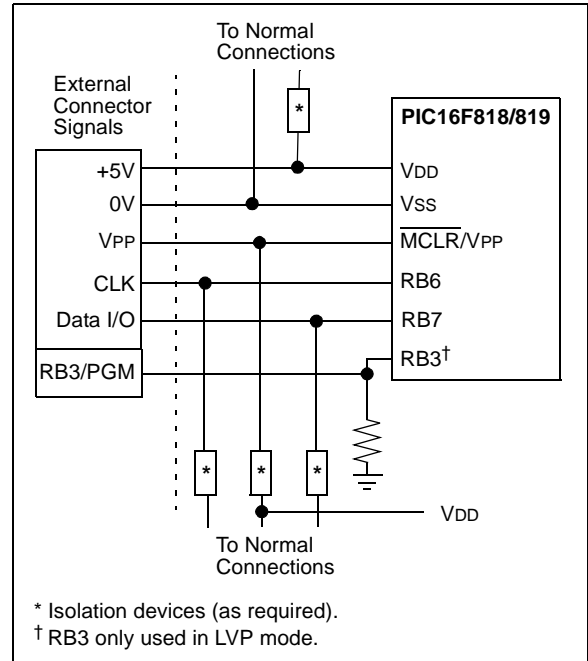 To Normal
Connections
External
Connector
Signals
*
PIC16F818/819
+5V
VDD
0V
VSS
VPP
MCLR/VPP
CLK
RB6
Data I/O
RB7
RB3†
RB3/PGM
* * *
VDD
To Normal
Connections
* Isolation devices (as required).
† RB3 only used in LVP mode.